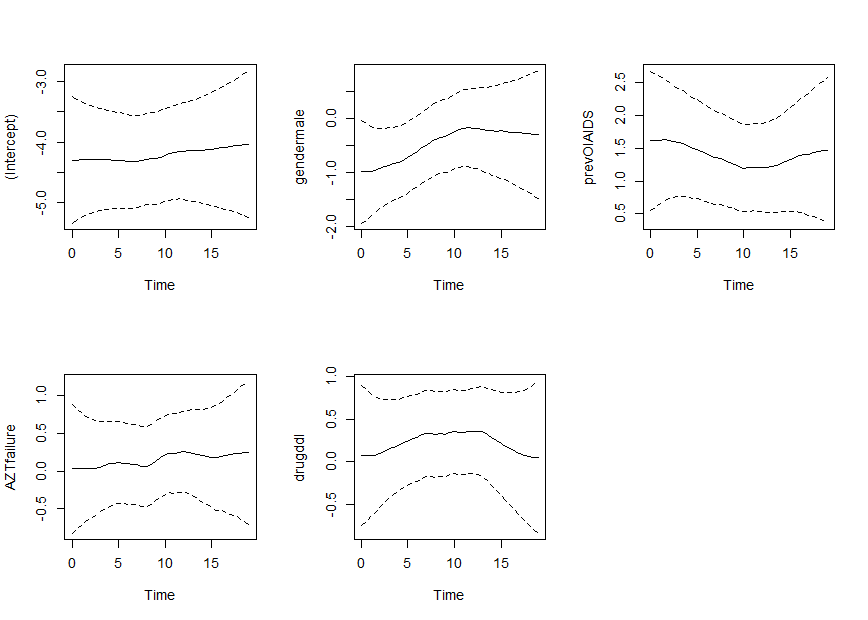 (Intercept)
-5.0 -4.0 -3.0
0 5 10 15
Time
gendermale
-2.0 -1.0 0.0
0 5 10 15
Time
prevOIAIDS
0.5 1.0 1.5 2.0 2.5
0 5 10 15
Time
AZTfailure
-0.5 0.0 0.5 1.0
0 5 10 15
Time
drugddI
-0.5 0.0 0.5 1.0
0 5 10 15
Time